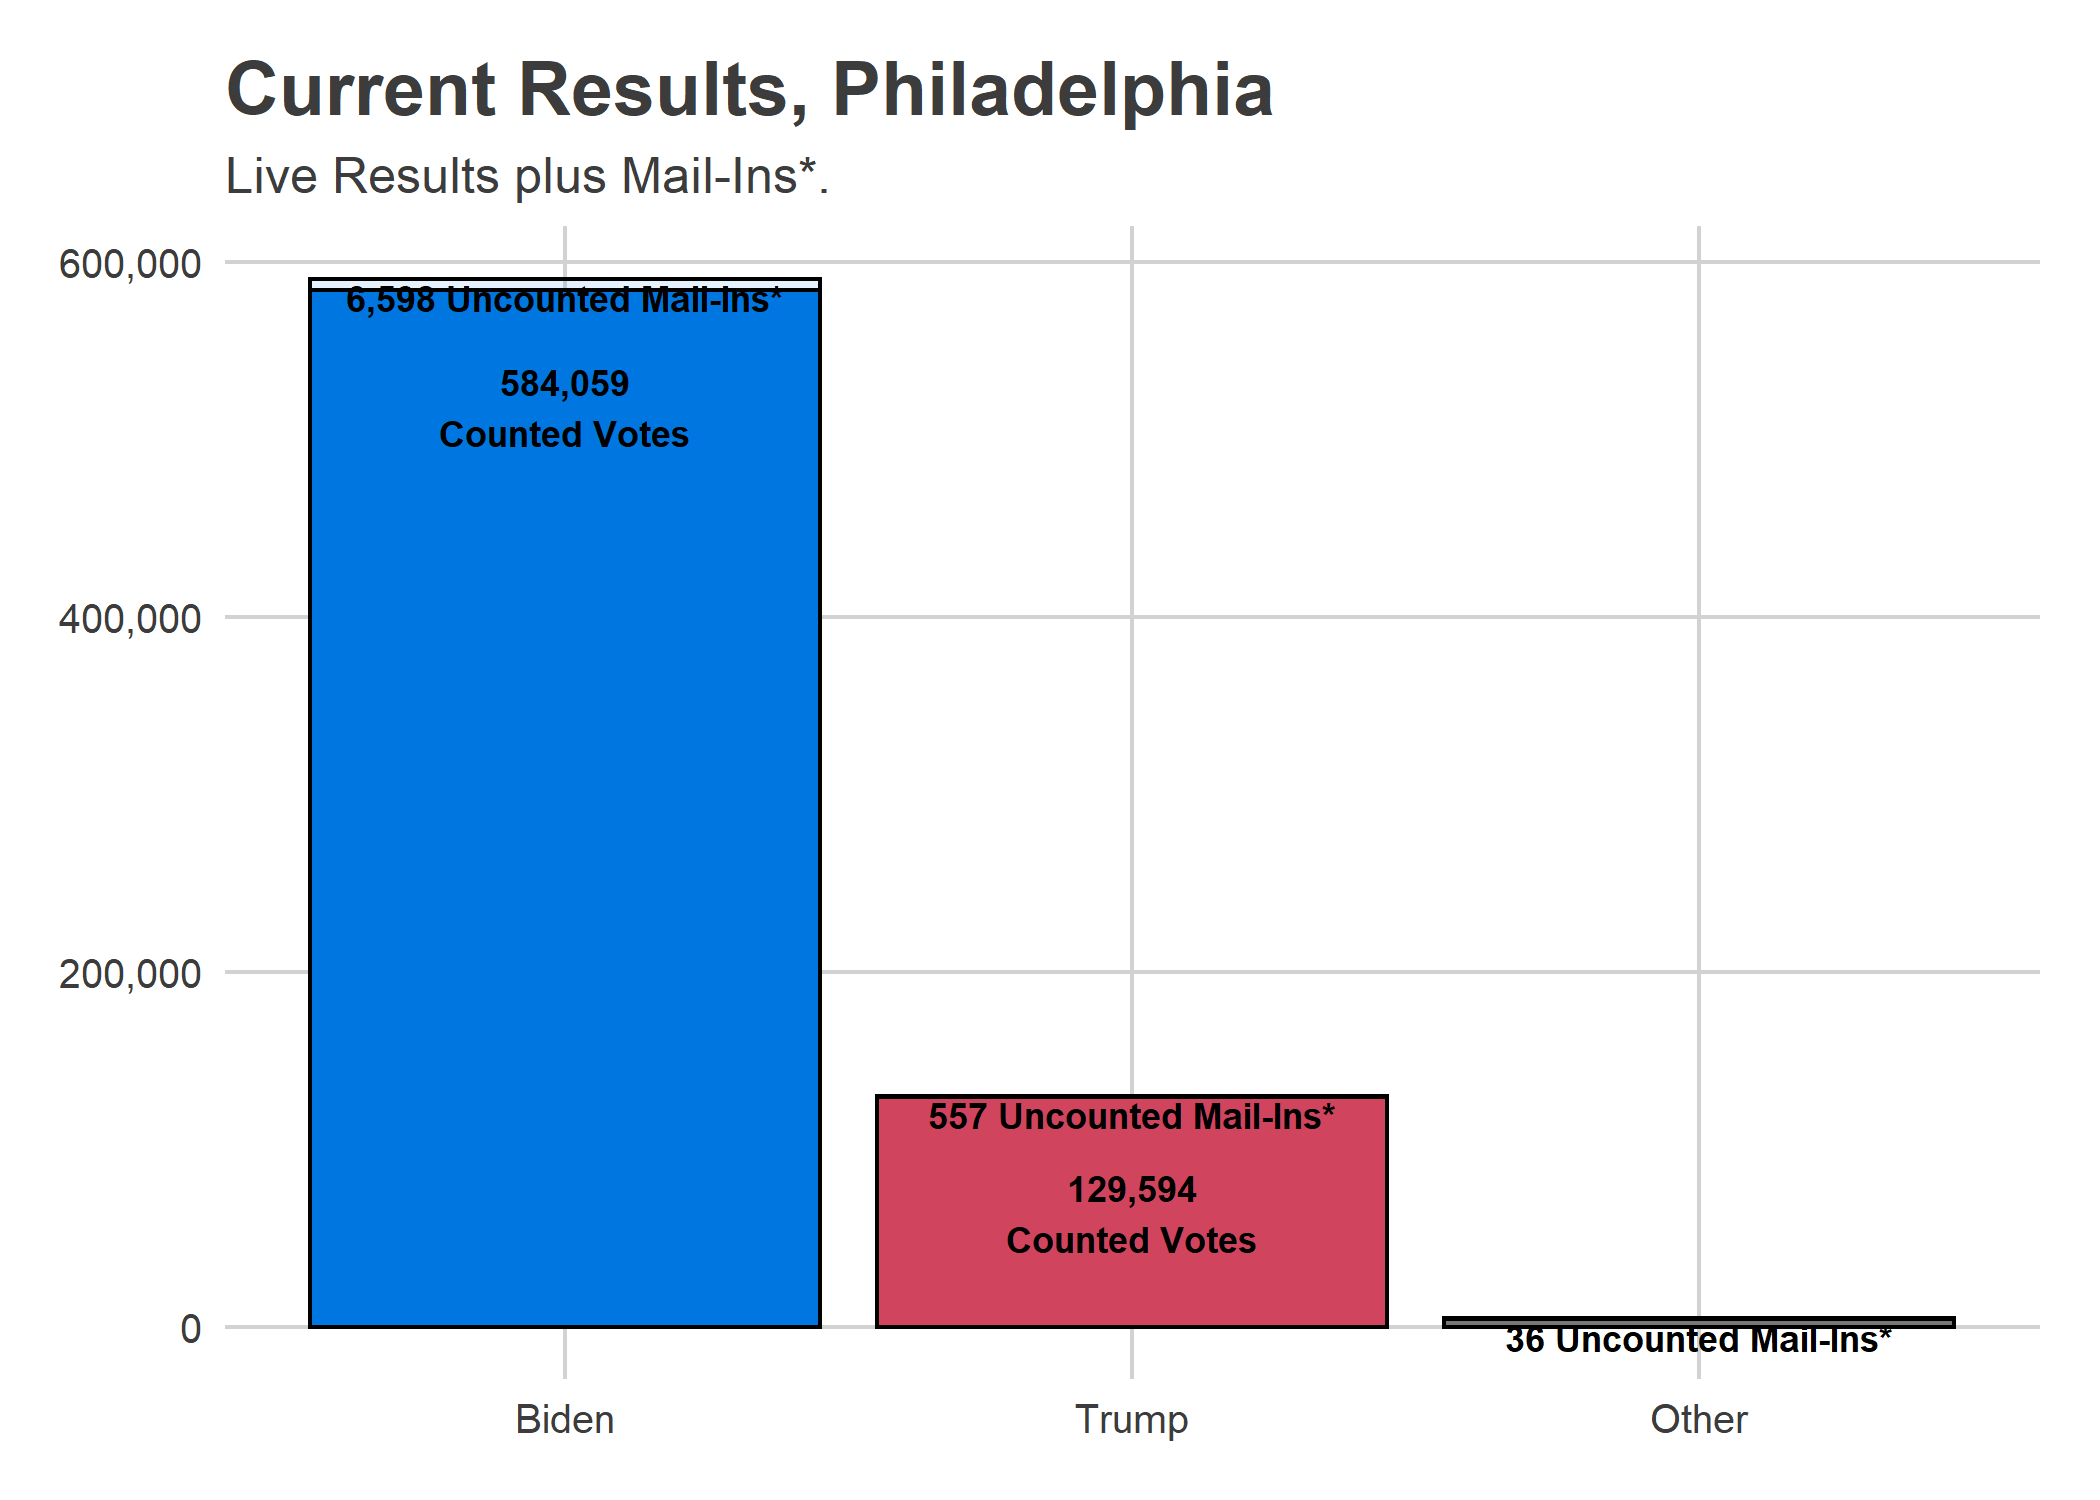 Current Results, Philadelphia
Live Results plus Mail-Ins*.
600,000
400,000
200,000
0
6,598 Uncounted Mail-Ins*
584,059
Counted Votes
557 Uncounted Mail-Ins*
129,594
Counted Votes
36 Uncounted Mail-Ins*
Biden
Trump
Other